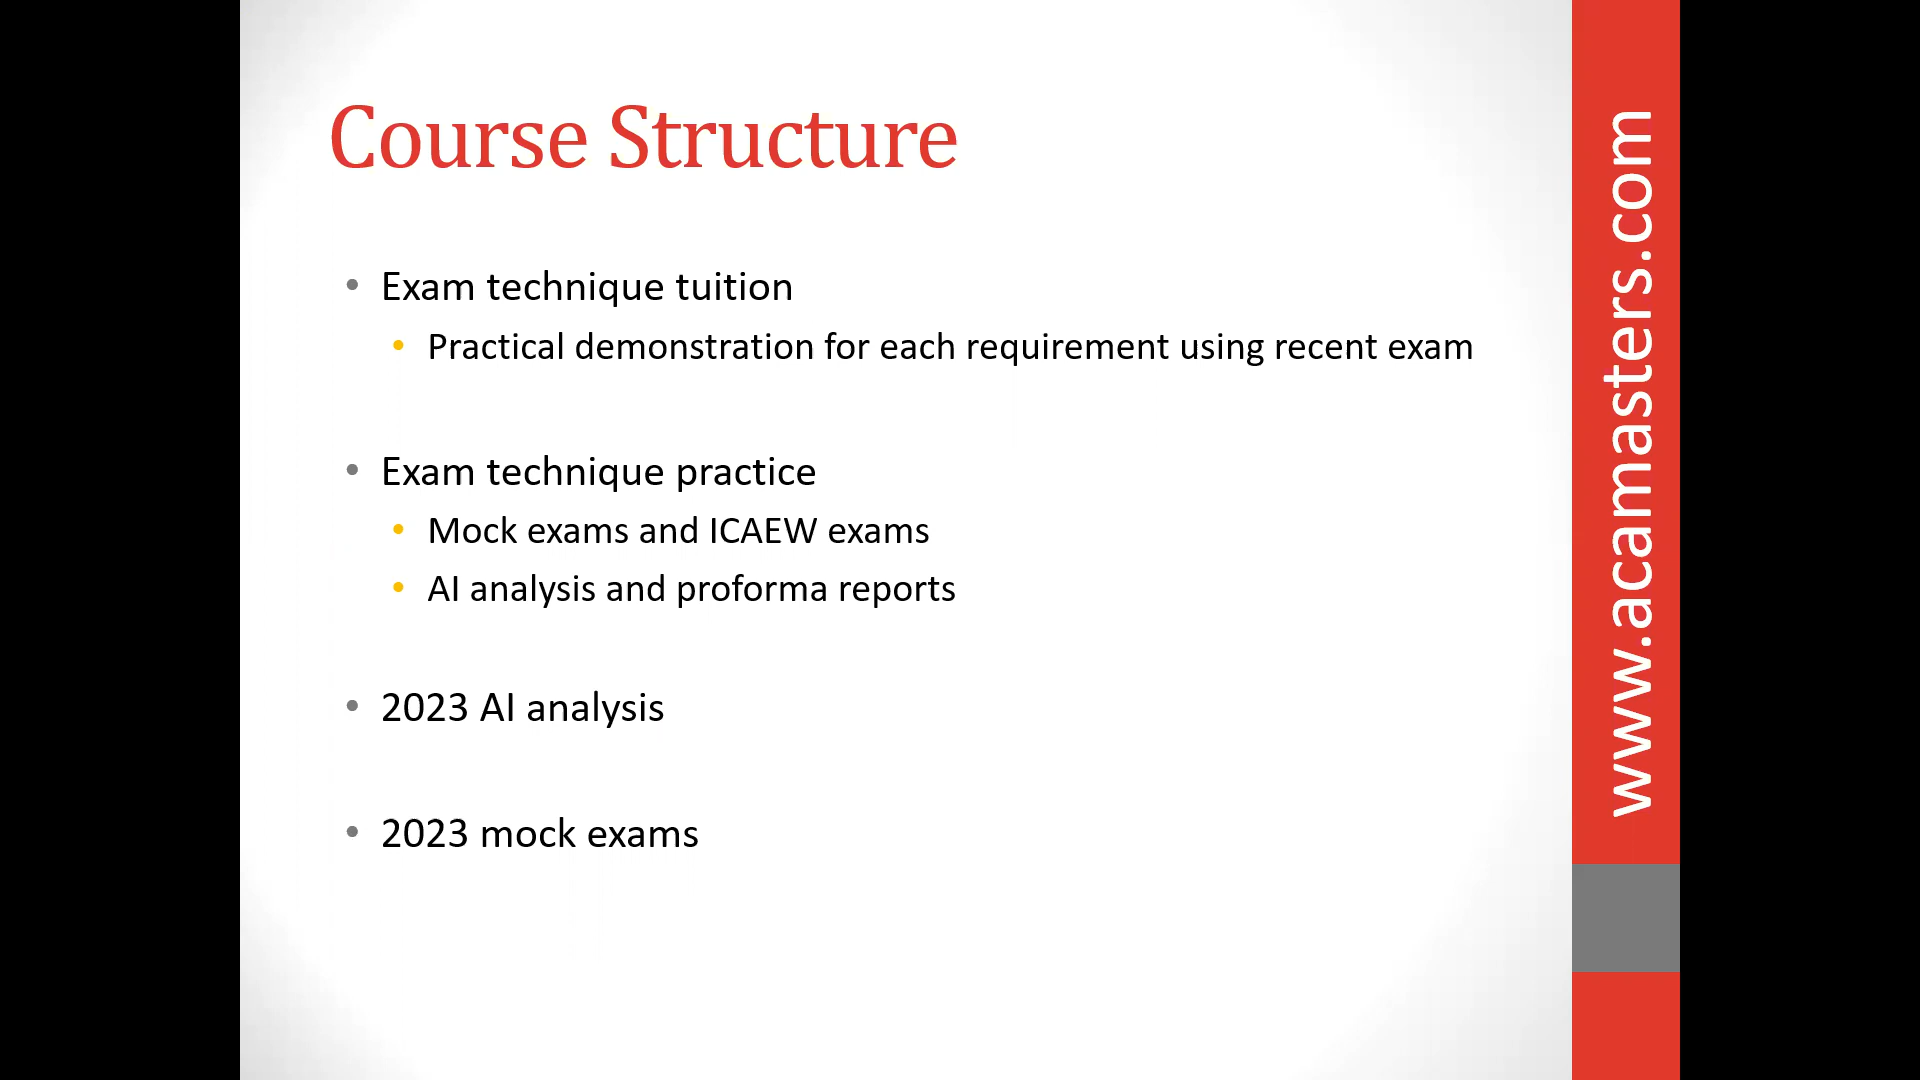 Course Structure
Exam technique tuition
Practical demonstration for each requirement using recent exam
Exam technique practice
Mock exams and ICAEW exams
AI analysis and proforma reports
2023 AI analysis
2023 mock exams
www.acamasters.com